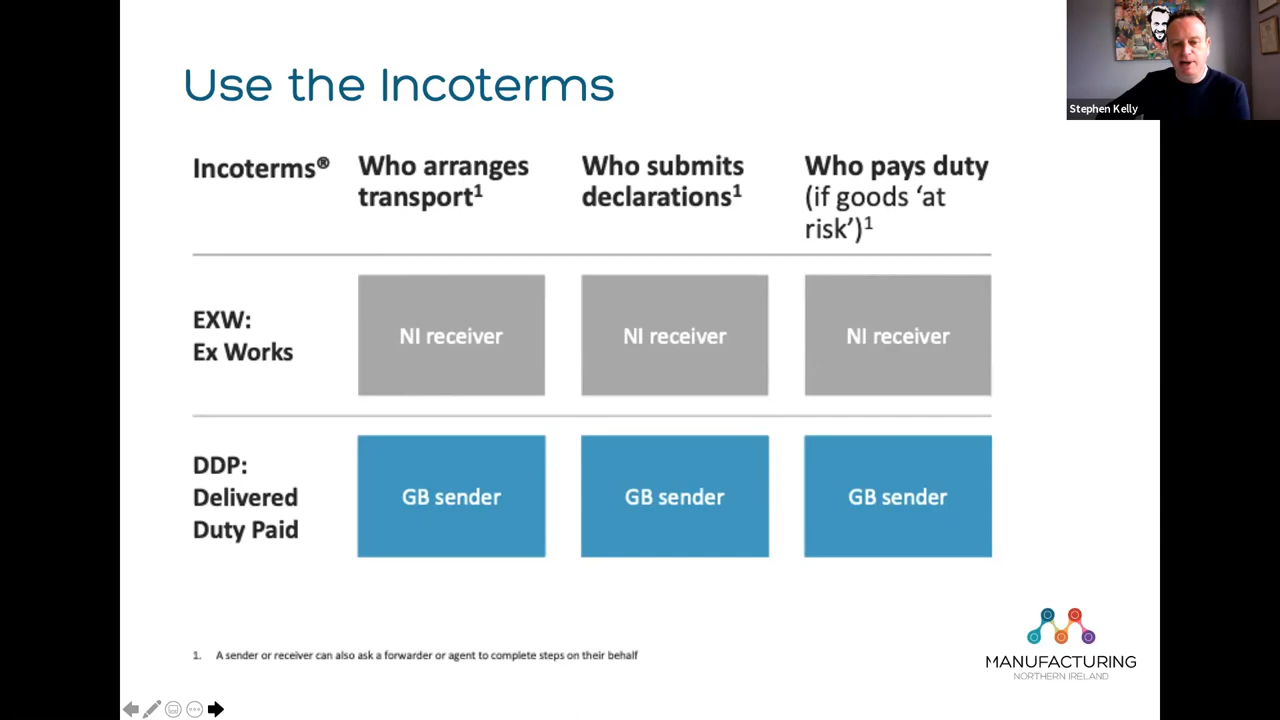 Use the Incoterms
Stephen Kelly
Incoterms®
Who arranges
transport¹
Who submits
declarations¹
Who pays duty
(if goods ‘at
risk’)¹
EXW:
Ex Works
NI receiver
NI receiver
NI receiver
DDP:
Delivered
Duty Paid
GB sender
GB sender
GB sender
1. A sender or receiver can also ask a forwarder or agent to complete steps on their behalf
MANUFACTURING
NORTHERN IRELAND